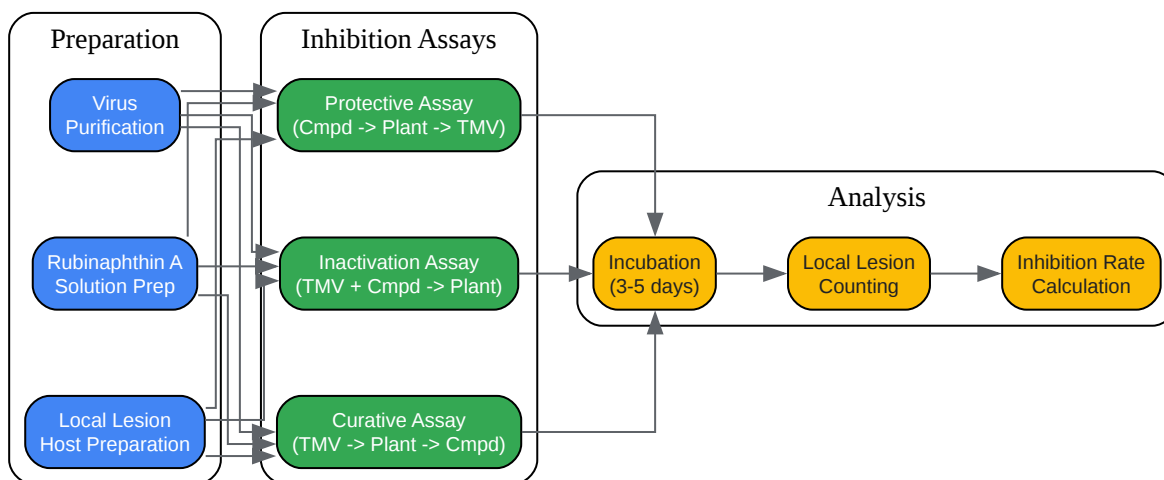 Preparation
Virus
Purification
Rubinaphthin A
Solution Prep
Local Lesion
Host Preparation
Inhibition Assays
Protective Assay
(Cmpd -> Plant -> TMV)
Inactivation Assay
(TMV + Cmpd -> Plant)
Curative Assay
(TMV -> Plant -> Cmpd)
Analysis
Incubation
(3-5 days)
Local Lesion
Counting
Inhibition Rate
Calculation